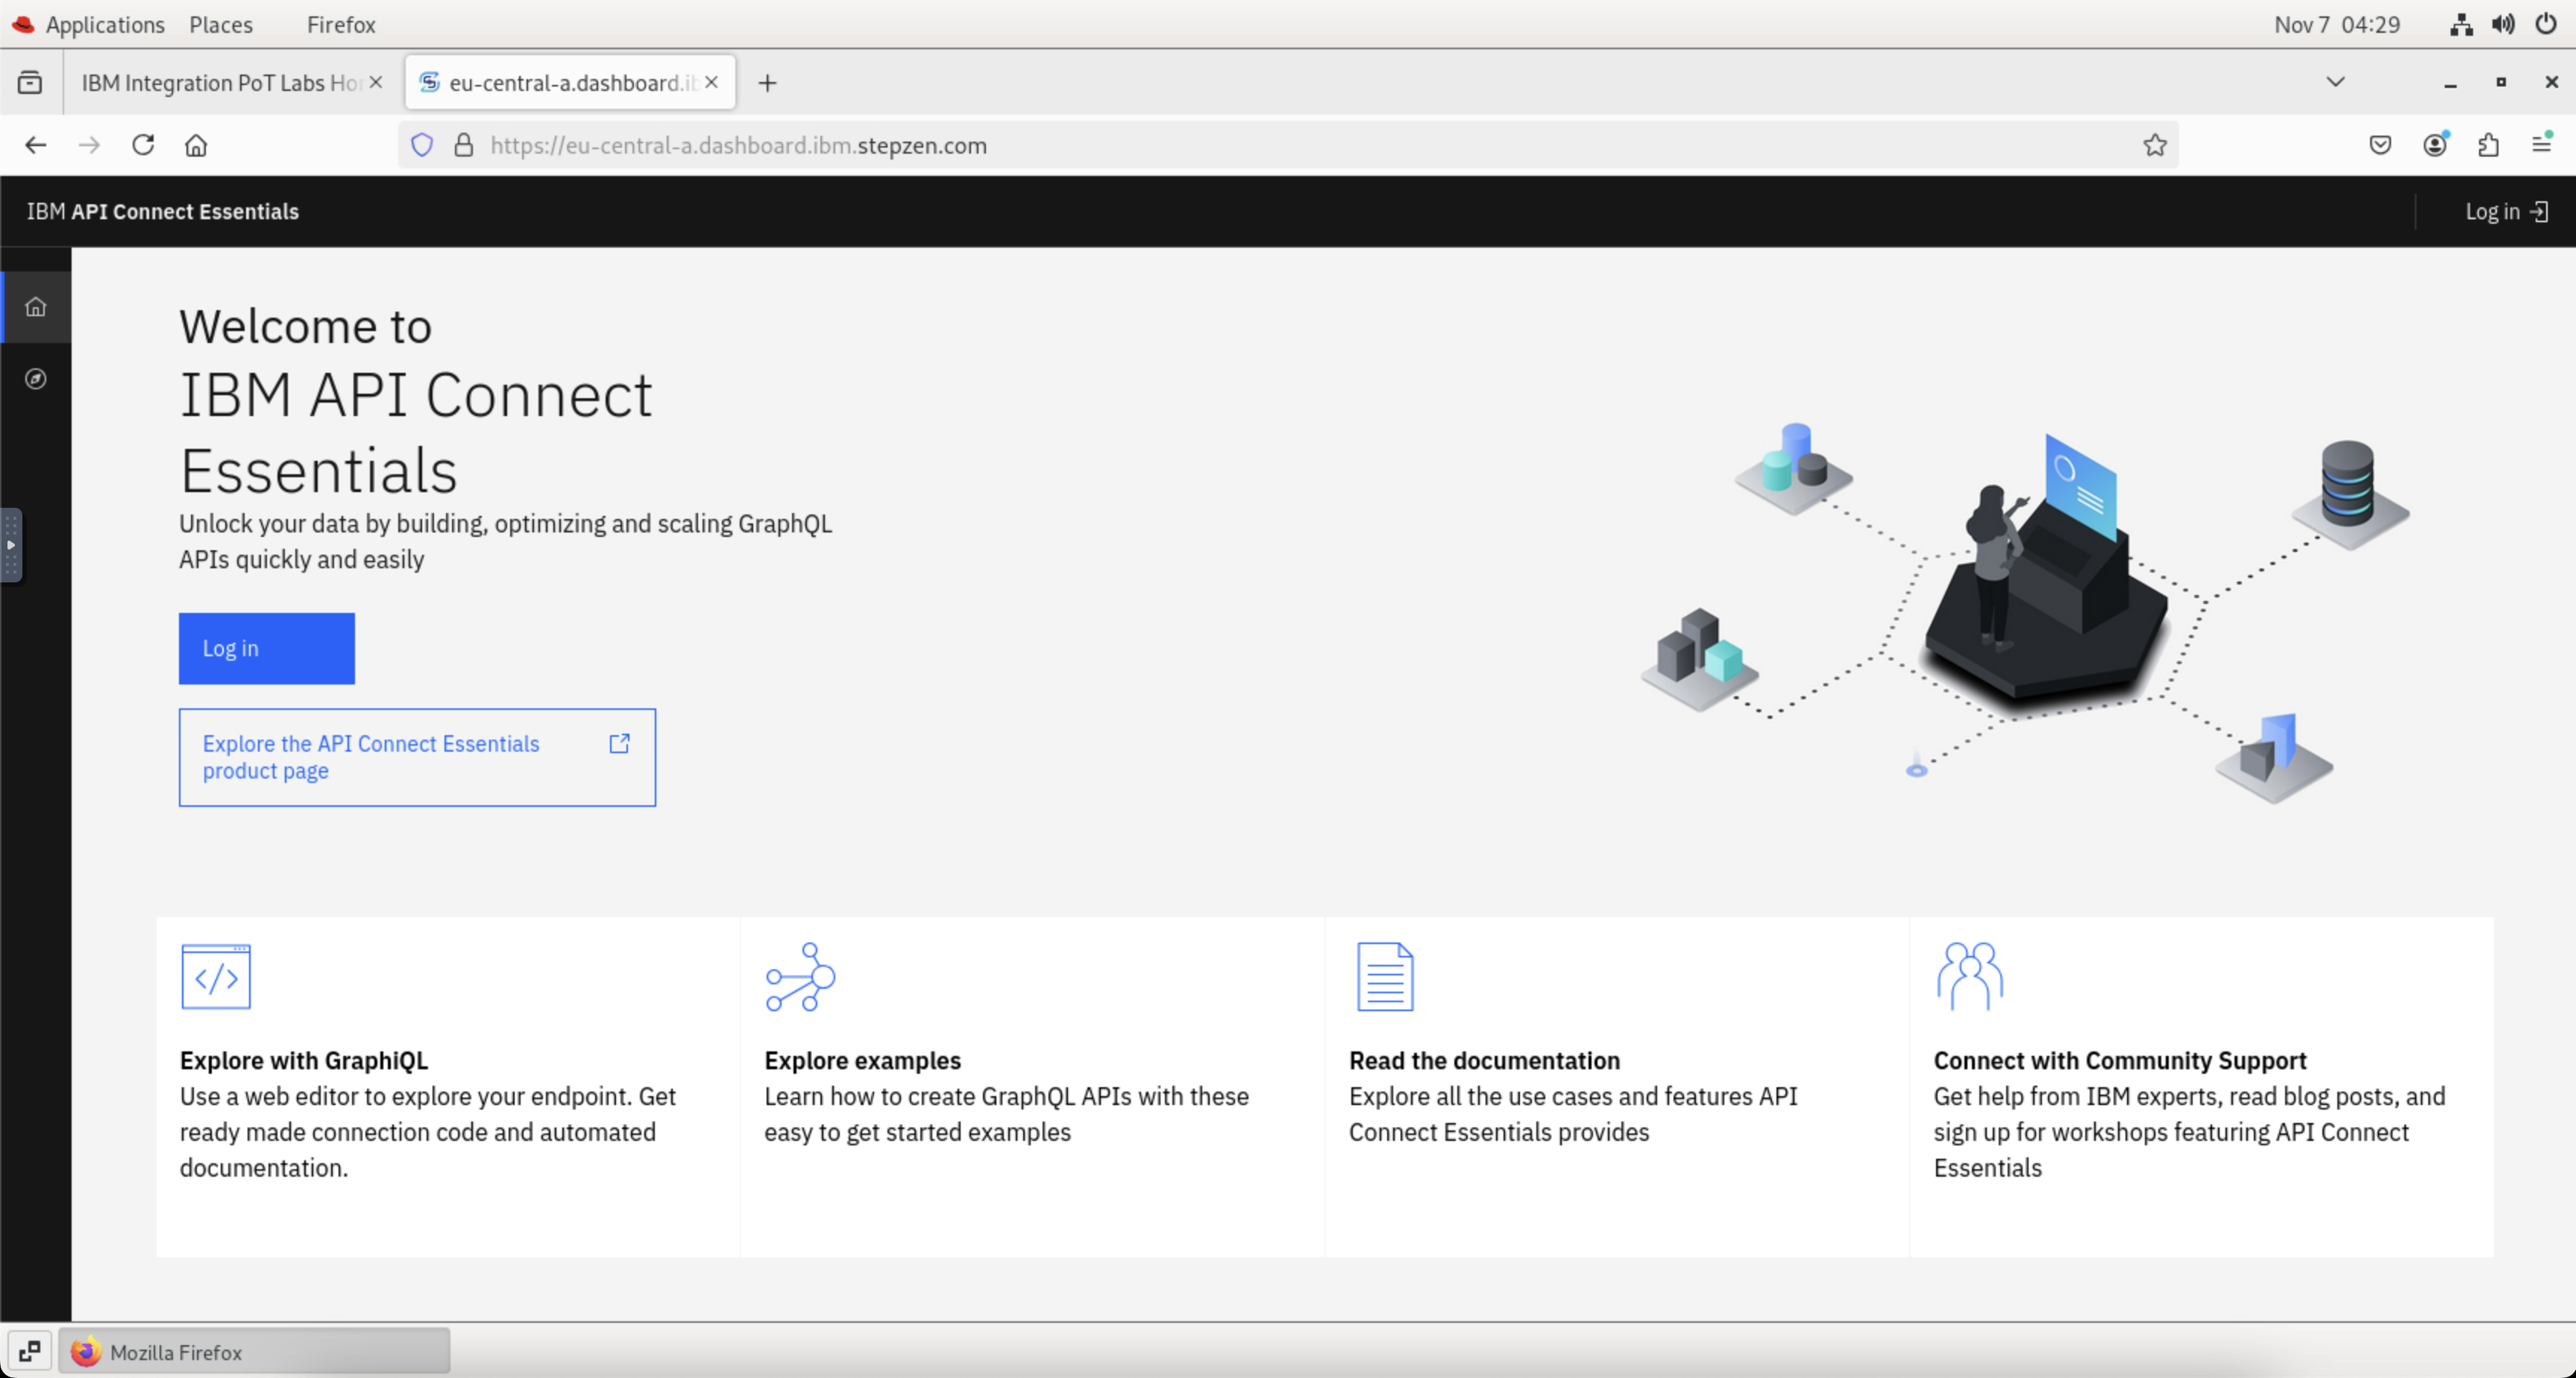 Applications Places Firefox Nov 7 04:29
IBM Integration PoT Labs Ho
eu-central-a.dashboard.ib
https://eu-central-a.dashboard.ibm.stepzen.com
IBM API Connect Essentials
Log in
Welcome to
IBM API Connect
Essentials
Unlock your data by building, optimizing and scaling GraphQL
APIs quickly and easily
Log in
Explore the API Connect Essentials
product page
</>
Explore with GraphiQL
Use a web editor to explore your endpoint. Get
ready made connection code and automated
documentation.
Explore examples
Learn how to create GraphQL APIs with these
easy to get started examples
Read the documentation
Explore all the use cases and features API
Connect Essentials provides
Connect with Community Support
Get help from IBM experts, read blog posts, and
sign up for workshops featuring API Connect
Essentials
Mozilla Firefox